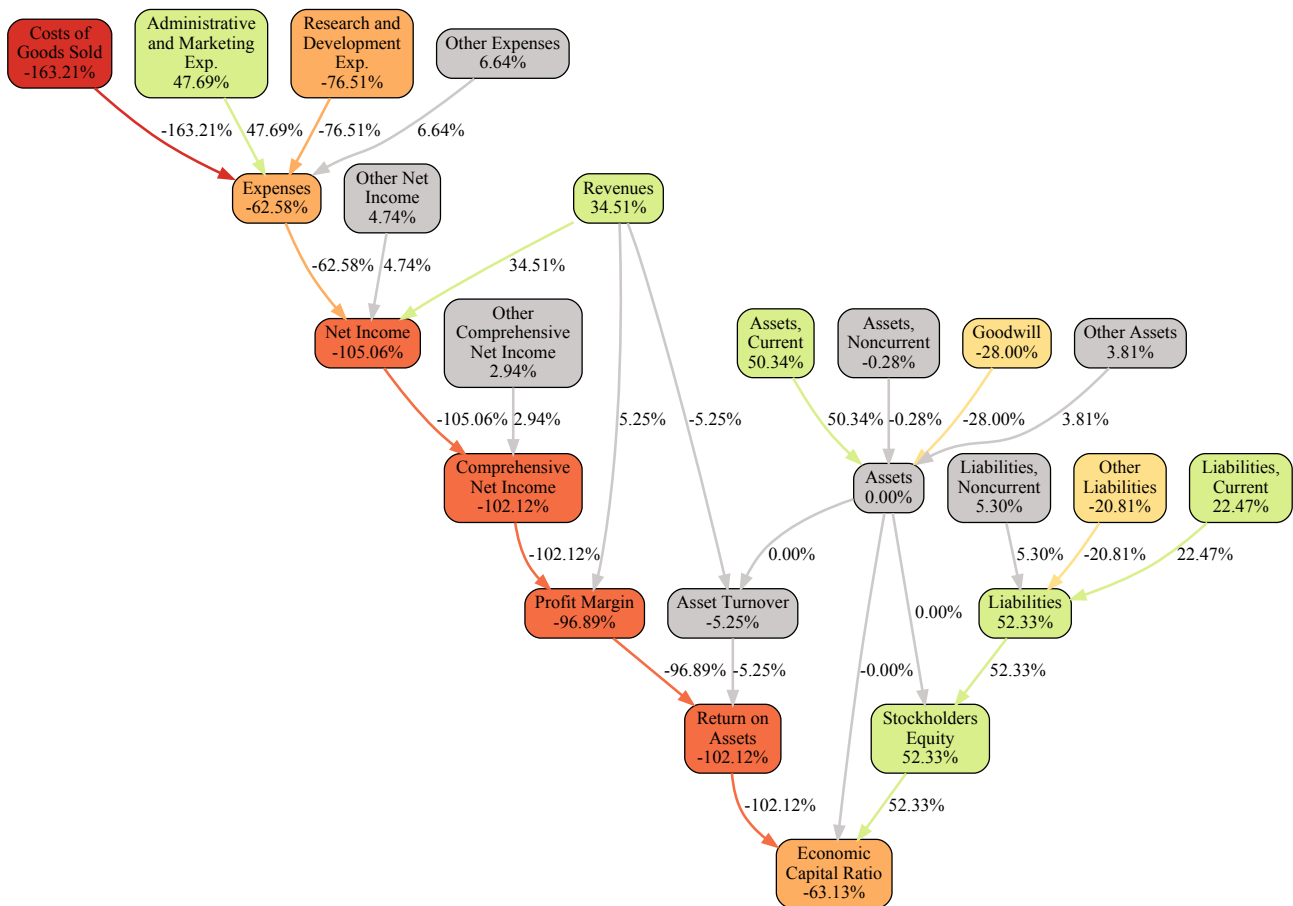 Costs of
Goods Sold
-163.21%
Administrative
and Marketing
Exp.
47.69%
Research and
Development
Exp.
-76.51%
Other Expenses
6.64%
-163.21%
47.69%
-76.51%
6.64%
Expenses
-62.58%
Other Net
Income
4.74%
Revenues
34.51%
-62.58%
4.74%
34.51%
Net Income
-105.06%
Other
Comprehensive
Net Income
2.94%
Assets,
Current
50.34%
Assets,
Noncurrent
-0.28%
Goodwill
-28.00%
Other Assets
3.81%
-105.06%
2.94%
5.25%
-5.25%
50.34%
-0.28%
-28.00%
3.81%
Comprehensive
Net Income
-102.12%
Assets
0.00%
Liabilities,
Noncurrent
5.30%
Other
Liabilities
-20.81%
Liabilities,
Current
22.47%
-102.12%
0.00%
5.30%
-20.81%
22.47%
Profit Margin
-96.89%
Asset Turnover
-5.25%
0.00%
Liabilities
52.33%
-96.89%
-5.25%
-0.00%
52.33%
Return on
Assets
-102.12%
Stockholders
Equity
52.33%
-102.12%
52.33%
Economic
Capital Ratio
-63.13%